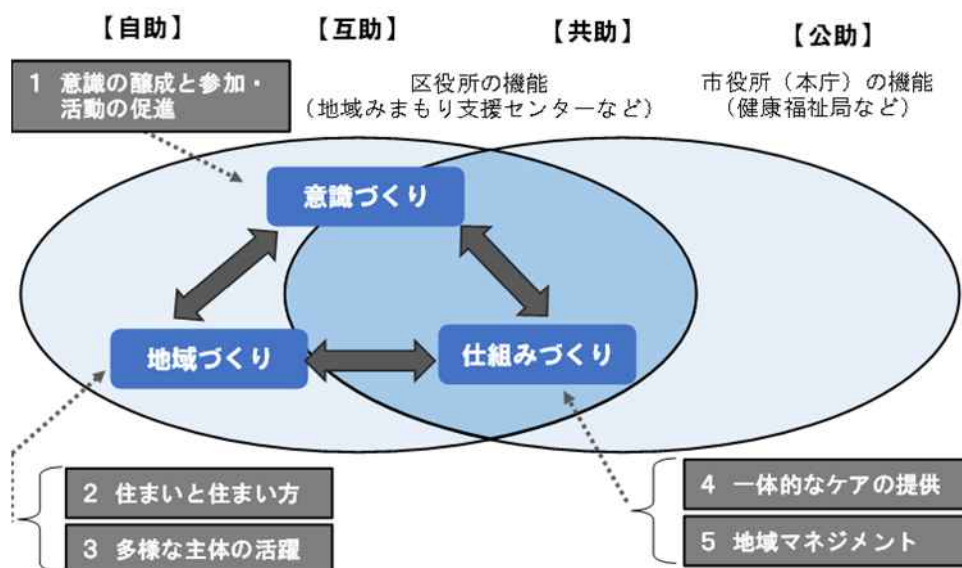 【自助】
【互助】
【共助】
【公助】
1 意識の醸成と参加・
活動の促進
区役所の機能
（地域みまもり支援センターなど）
市役所（本庁）の機能
（健康福祉局など）
意識づくり
地域づくり
仕組みづくり
2 住まいと住まい方
3 多様な主体の活躍
4 一体的なケアの提供
5 地域マネジメント